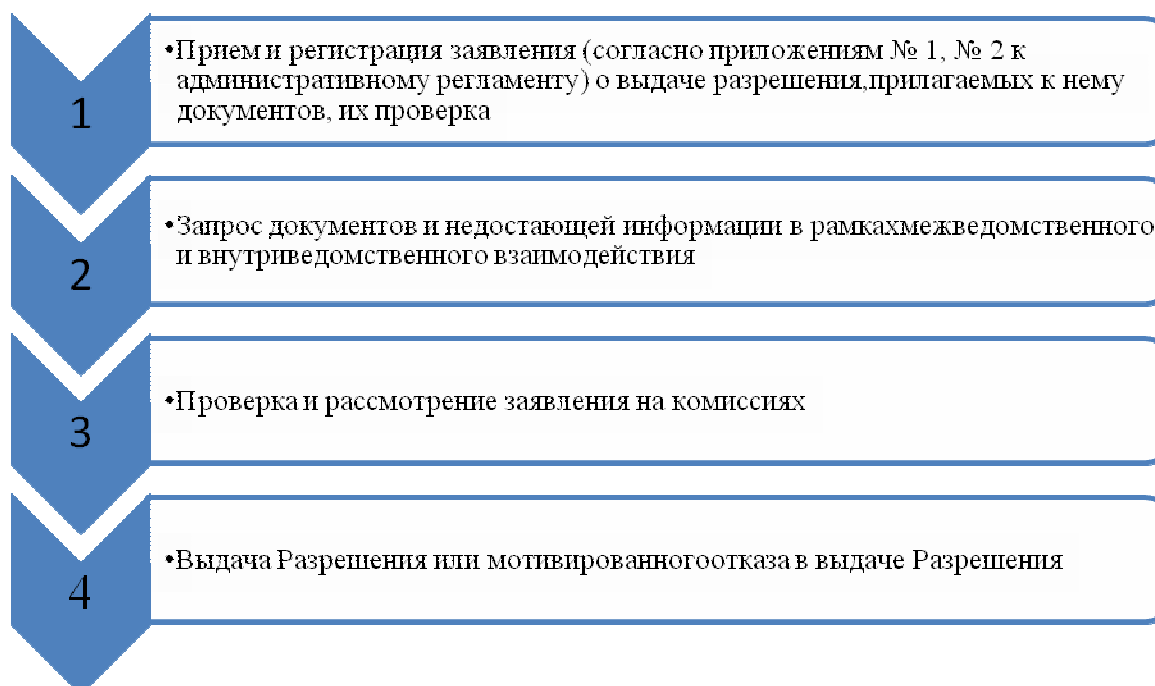 1
•Прием и регистрация заявления (согласно приложениям № 1, № 2 к
административному регламенту) о выдаче разрешения,прилагаемых к нему
документов, их проверка
2
•Запрос документов и недостающей информации в рамкахмежведомственного
и внутриведомственного взаимодействия
3
•Проверка и рассмотрение заявления на комиссиях
4
•Выдача Разрешения или мотивированногоотказа в выдаче Разрешения